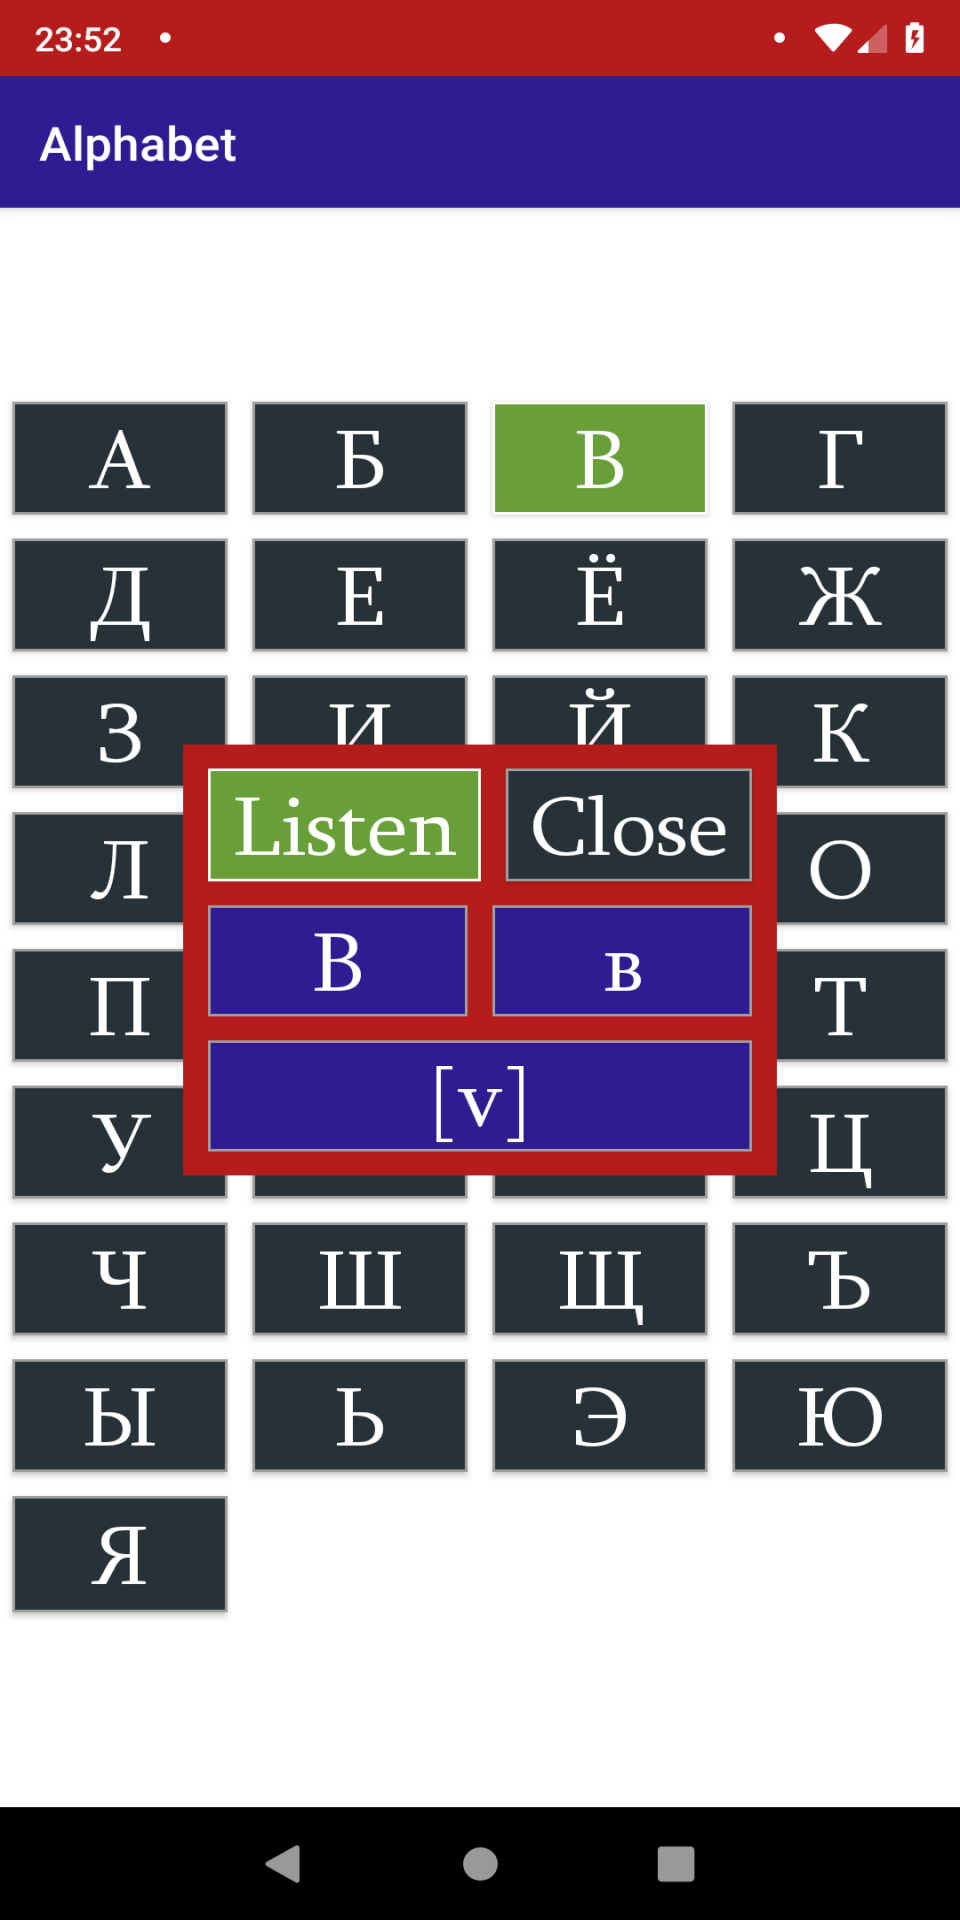 23:52
Alphabet
А Б В Г
Д Е Ё Ж
З И Й К
Listen Close
Л О
В в
П Т
[v]
У Ц
Ч Ш Щ Ъ
Ы Ь Э Ю
Я